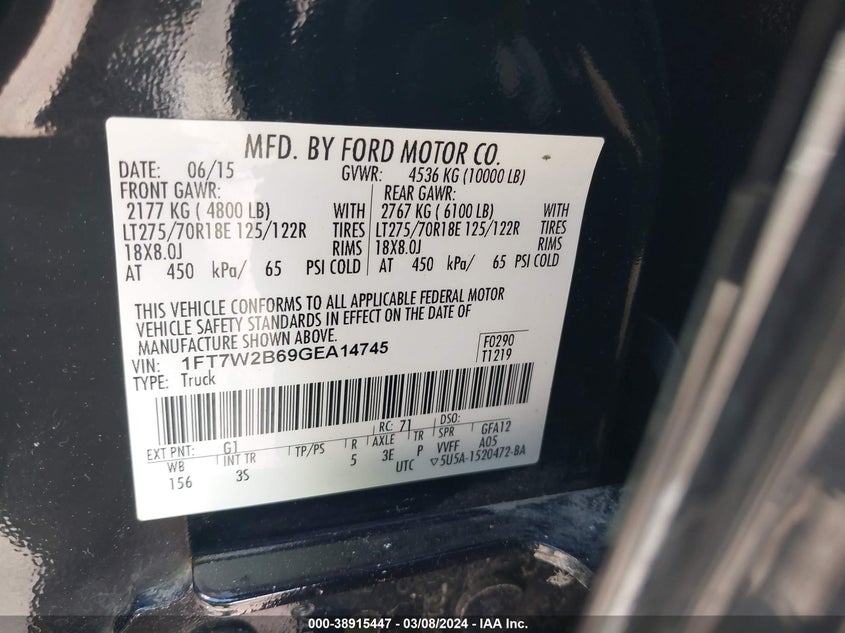 MFD. BY FORD MOTOR CO.
DATE: 06/15 GVWR: 4536 KG (10000 LB)
FRONT GAWR: REAR GAWR:
2177 KG ( 4800 LB) WITH 2767 KG ( 6100 LB) WITH
LT275/70R18E 125/122R TIRES LT275/70R18E 125/122R TIRES
18X8.0J RIMS 18X8.0J RIMS
AT 450 kPa/ 65 PSI COLD AT 450 kPa/ 65 PSI COLD
THIS VEHICLE CONFORMS TO ALL APPLICABLE FEDERAL MOTOR
VEHICLE SAFETY STANDARDS IN EFFECT ON THE DATE OF
MANUFACTURE SHOWN ABOVE.
VIN: 1FT7W2B69GEA14745 F0290
TYPE: Truck T1219
RC: 71 DSO:
EXT PNT: G1 TP/PS R AXLE TR SPR GFA12
WB INT TR 5 3E P VVFF A05
156 3S UTC ▽5U5A-1520472-BA
000-38915447 - 03/08/2024 - IAA Inc.